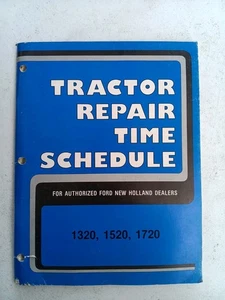 TRACTOR
REPAIR
TIME
SCHEDULE
FOR AUTHORIZED FORD NEW HOLLAND DEALERS
1320, 1520, 1720